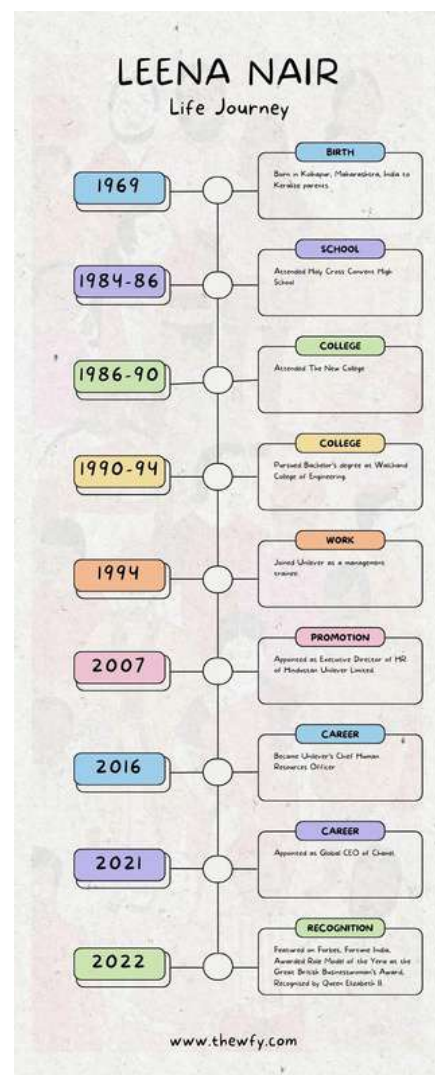 LEENA NAIR
Life Journey
BIRTH
1969
Born in Kolhapur, Maharashtra, India to
Keralite parents.
SCHOOL
1984-86
Attended Holy Cross Convent High
School
COLLEGE
1986-90
Attended The New College
COLLEGE
1990-94
Pursued Bachelor's degree at Walchand
College of Engineering.
WORK
1994
Joined Unilever as a management
trainee.
PROMOTION
2007
Appointed as Executive Director of HR
of Hindustan Unilever Limited.
CAREER
2016
Became Unilever's Chief Human
Resources Officer
CAREER
2021
Appointed as Global CEO of Chanel.
RECOGNITION
2022
Featured on Forbes, Fortune India,
Awarded Role Model of the Year at the
Great British Businesswoman's Award,
Recognized by Queen Elizabeth II.
www.thewfy.com